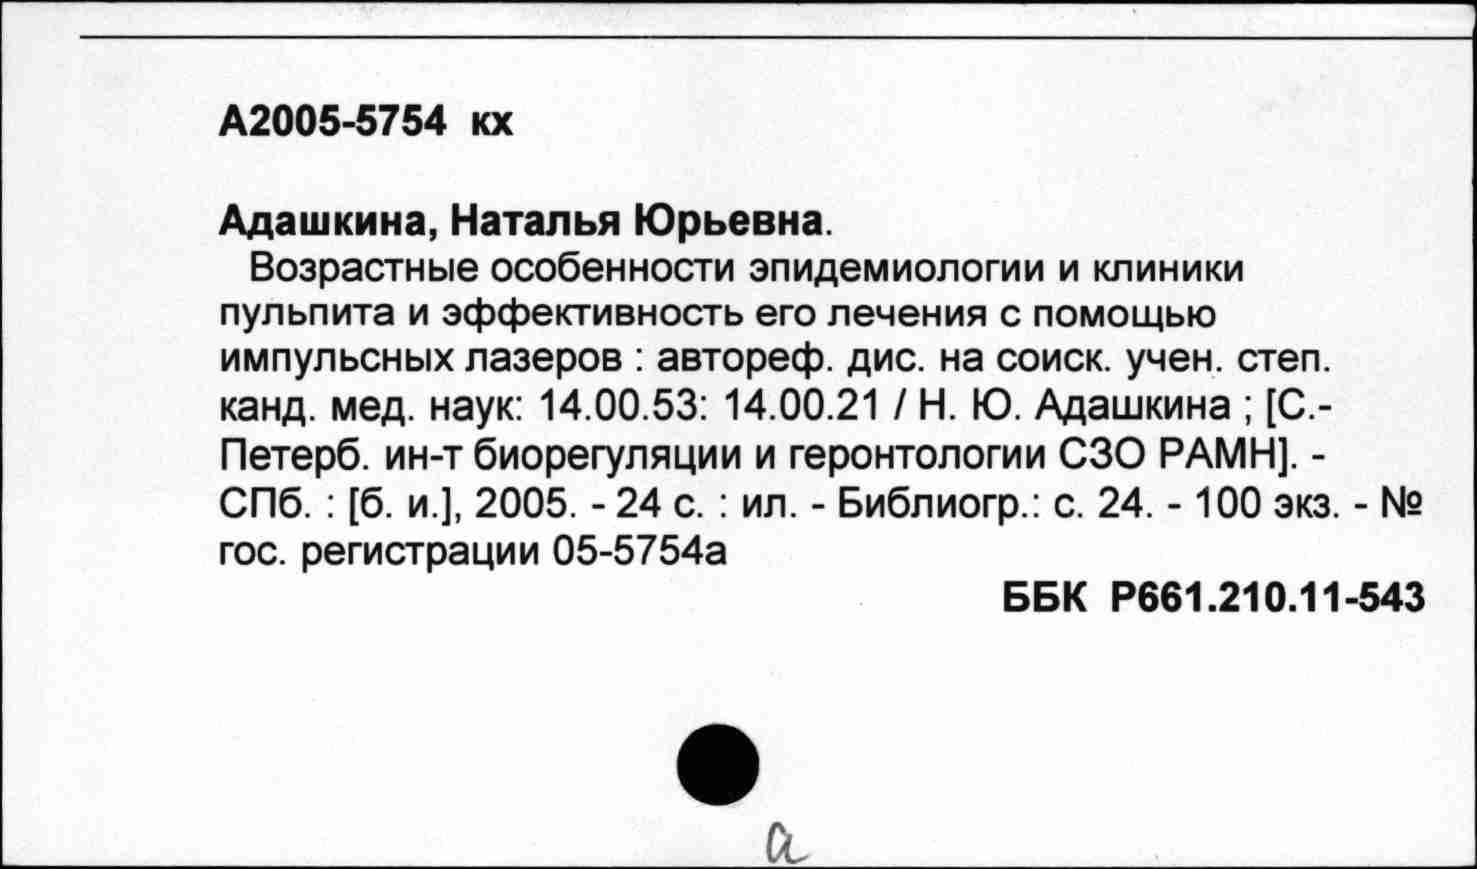 А2005-5754 кх
Адашкина, Наталья Юрьевна.
Возрастные особенности эпидемиологии и клиники
пульпита и эффективность его лечения с помощью
импульсных лазеров : автореф. дис. на соиск. учен. степ.
канд. мед. наук: 14.00.53: 14.00.21 / Н. Ю. Адашкина ; [С.-
Петерб. ин-т биорегуляции и геронтологии СЗО РАМН]. -
СПб. : [б. и.], 2005. - 24 с. : ил. - Библиогр.: с. 24. - 100 экз. - №
гос. регистрации 05-5754а
ББК Р661.210.11-543
а